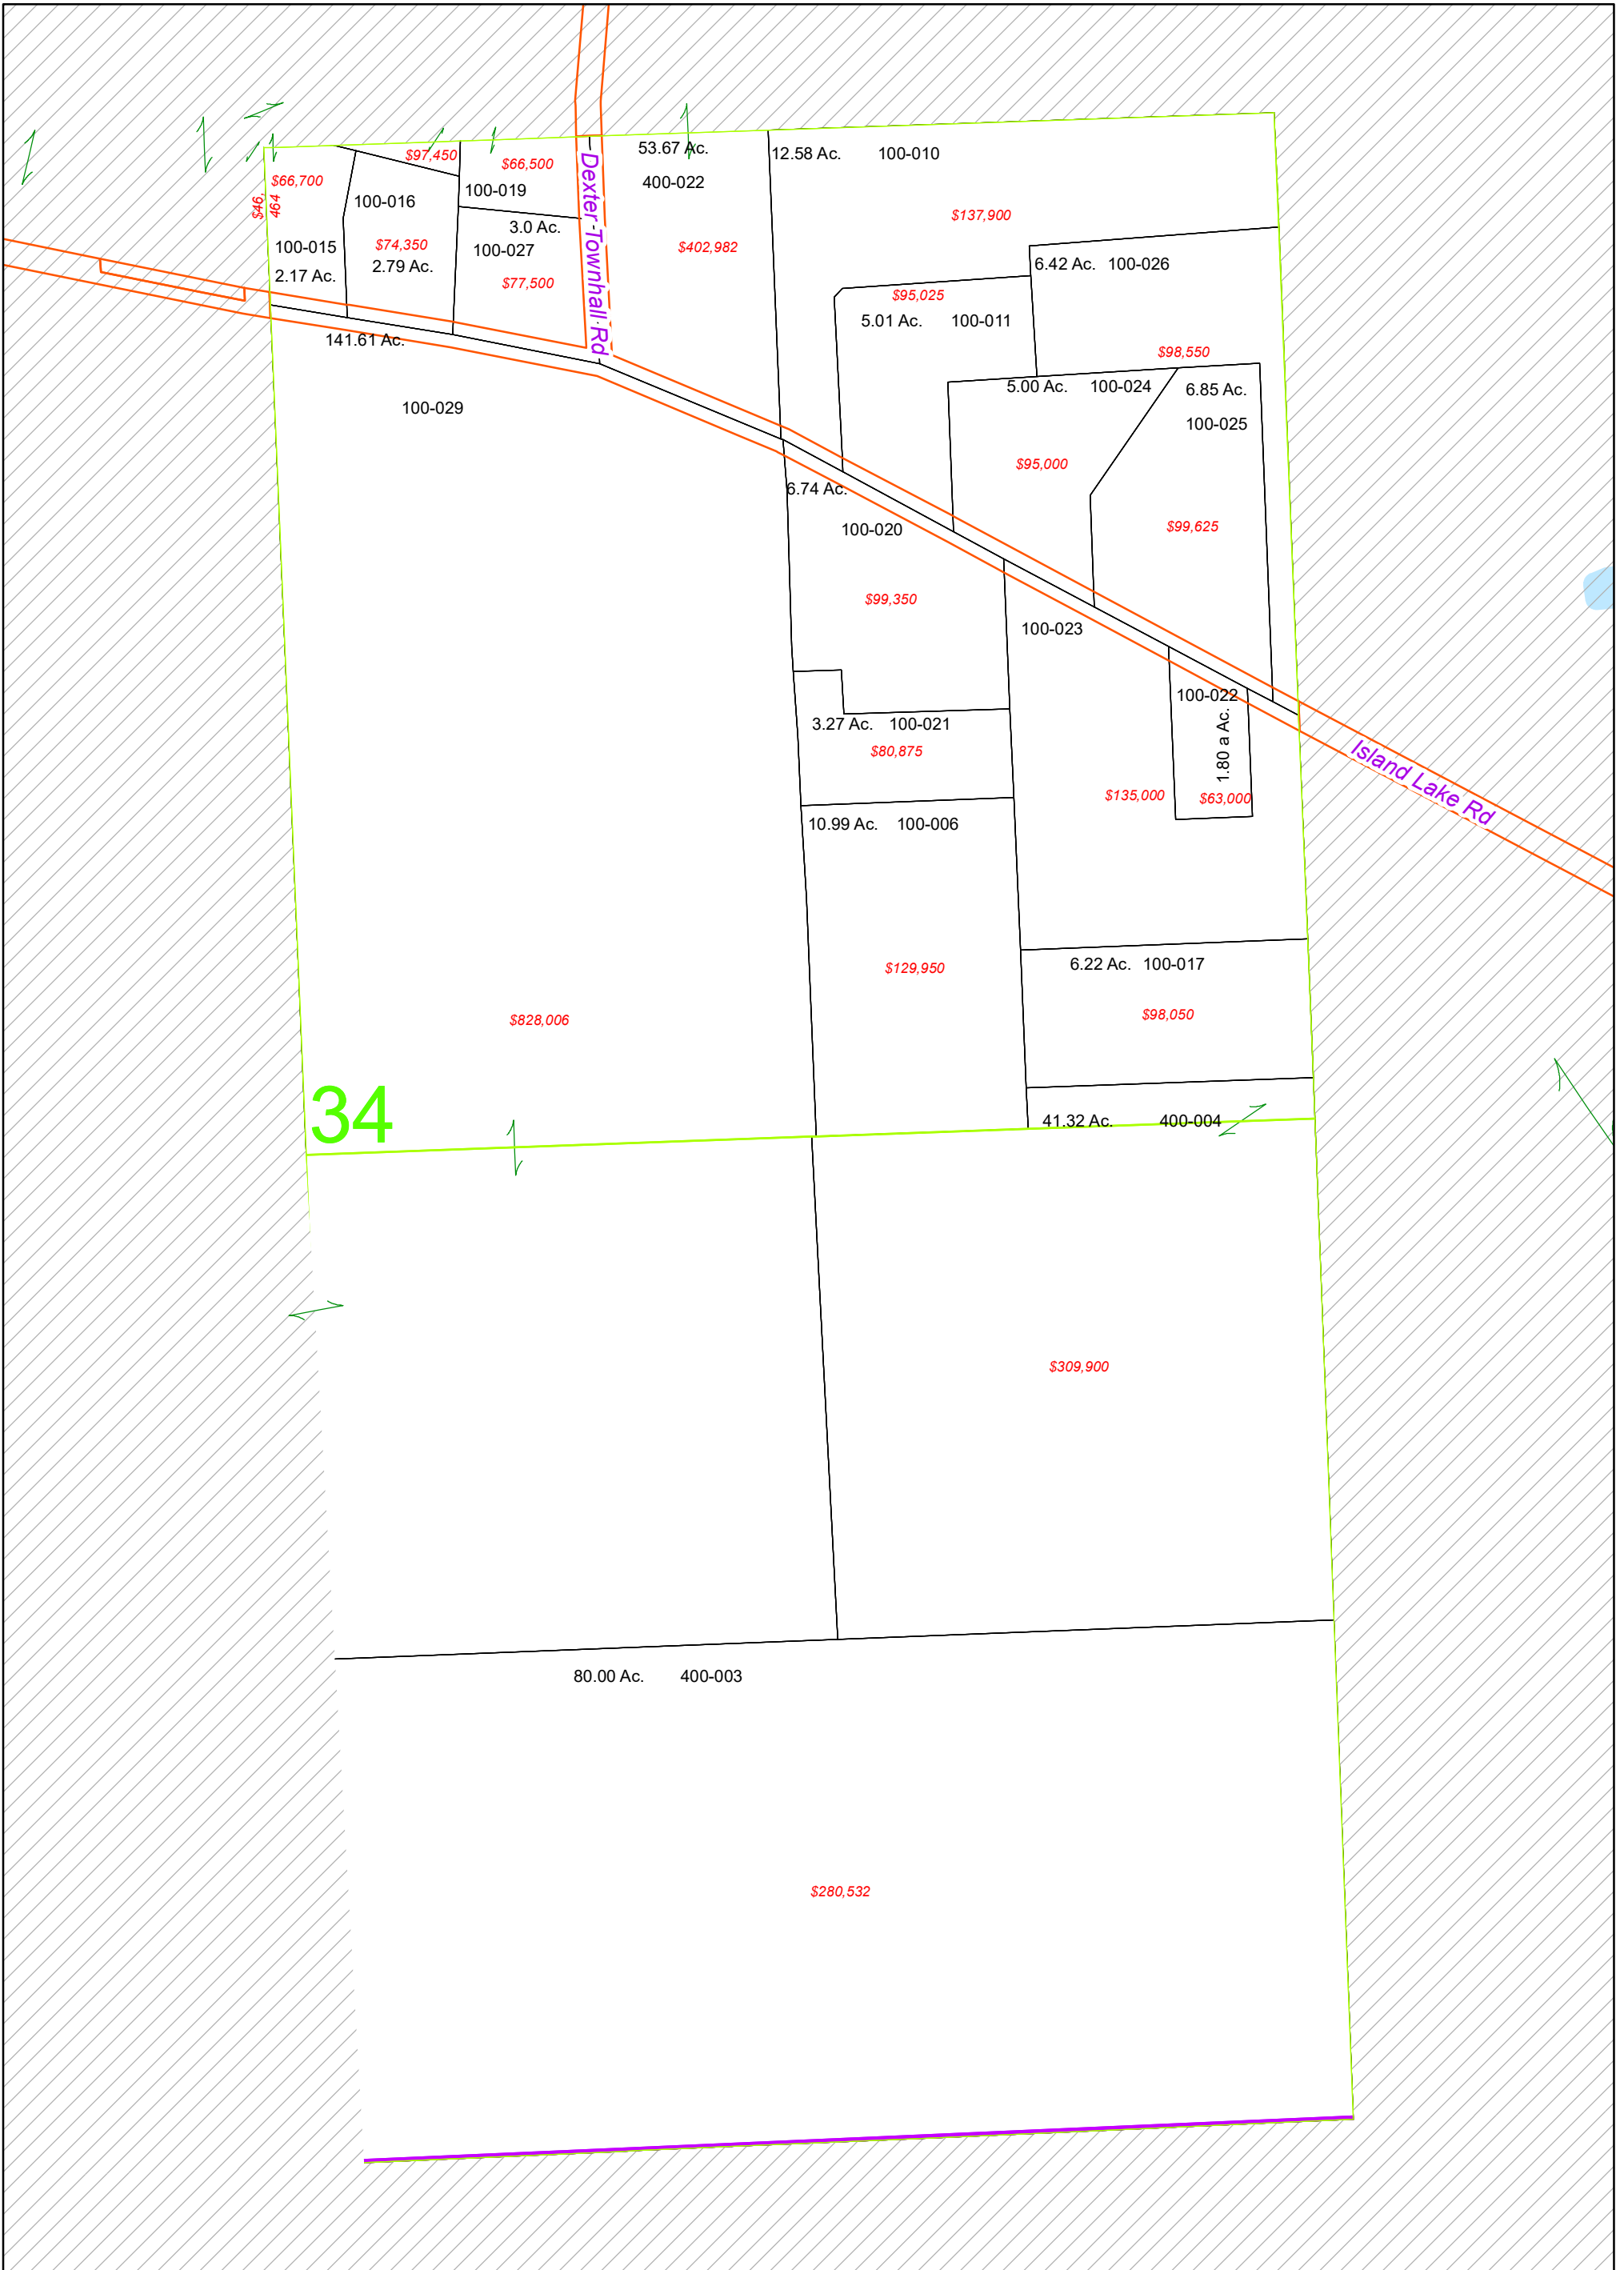 53.67 Ac.
12.58 Ac. 100-010
$97,450
$66,500
400-022
$66,700
100-019
$46,
464
100-016
$137,900
3.0 Ac.
Dexter Townhall Rd
100-015
$74,350
100-027
$402,982
2.17 Ac.
2.79 Ac.
$77,500
6.42 Ac. 100-026
$95,025
5.01 Ac. 100-011
141.61 Ac.
$98,550
5.00 Ac. 100-024
6.85 Ac.
100-029
100-025
$95,000
6.74 Ac.
100-020
$99,625
$99,350
100-023
100-022
3.27 Ac. 100-021
1.80 a Ac.
$80,875
Island Lake Rd
$135,000
$63,000
10.99 Ac. 100-006
$129,950
6.22 Ac. 100-017
$98,050
$828,006
34
41.32 Ac. 400-004
$309,900
80.00 Ac. 400-003
$280,532